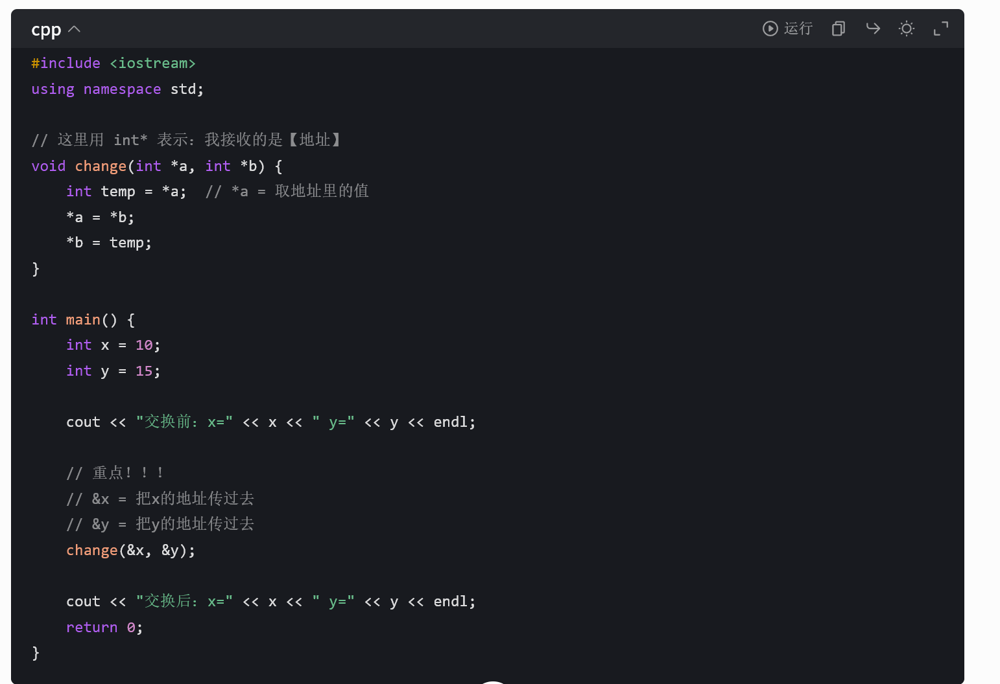 cpp 运行
#include <iostream>
using namespace std;
// 这里用 int* 表示：我接收的是【地址】
void change(int *a, int *b) {
    int temp = *a;  // *a = 取地址里的值
    *a = *b;
    *b = temp;
}
int main() {
    int x = 10;
    int y = 15;
    cout << "交换前：x=" << x << " y=" << y << endl;
    // 重点！！！
    // &x = 把x的地址传过去
    // &y = 把y的地址传过去
    change(&x, &y);
    cout << "交换后：x=" << x << " y=" << y << endl;
    return 0;
}